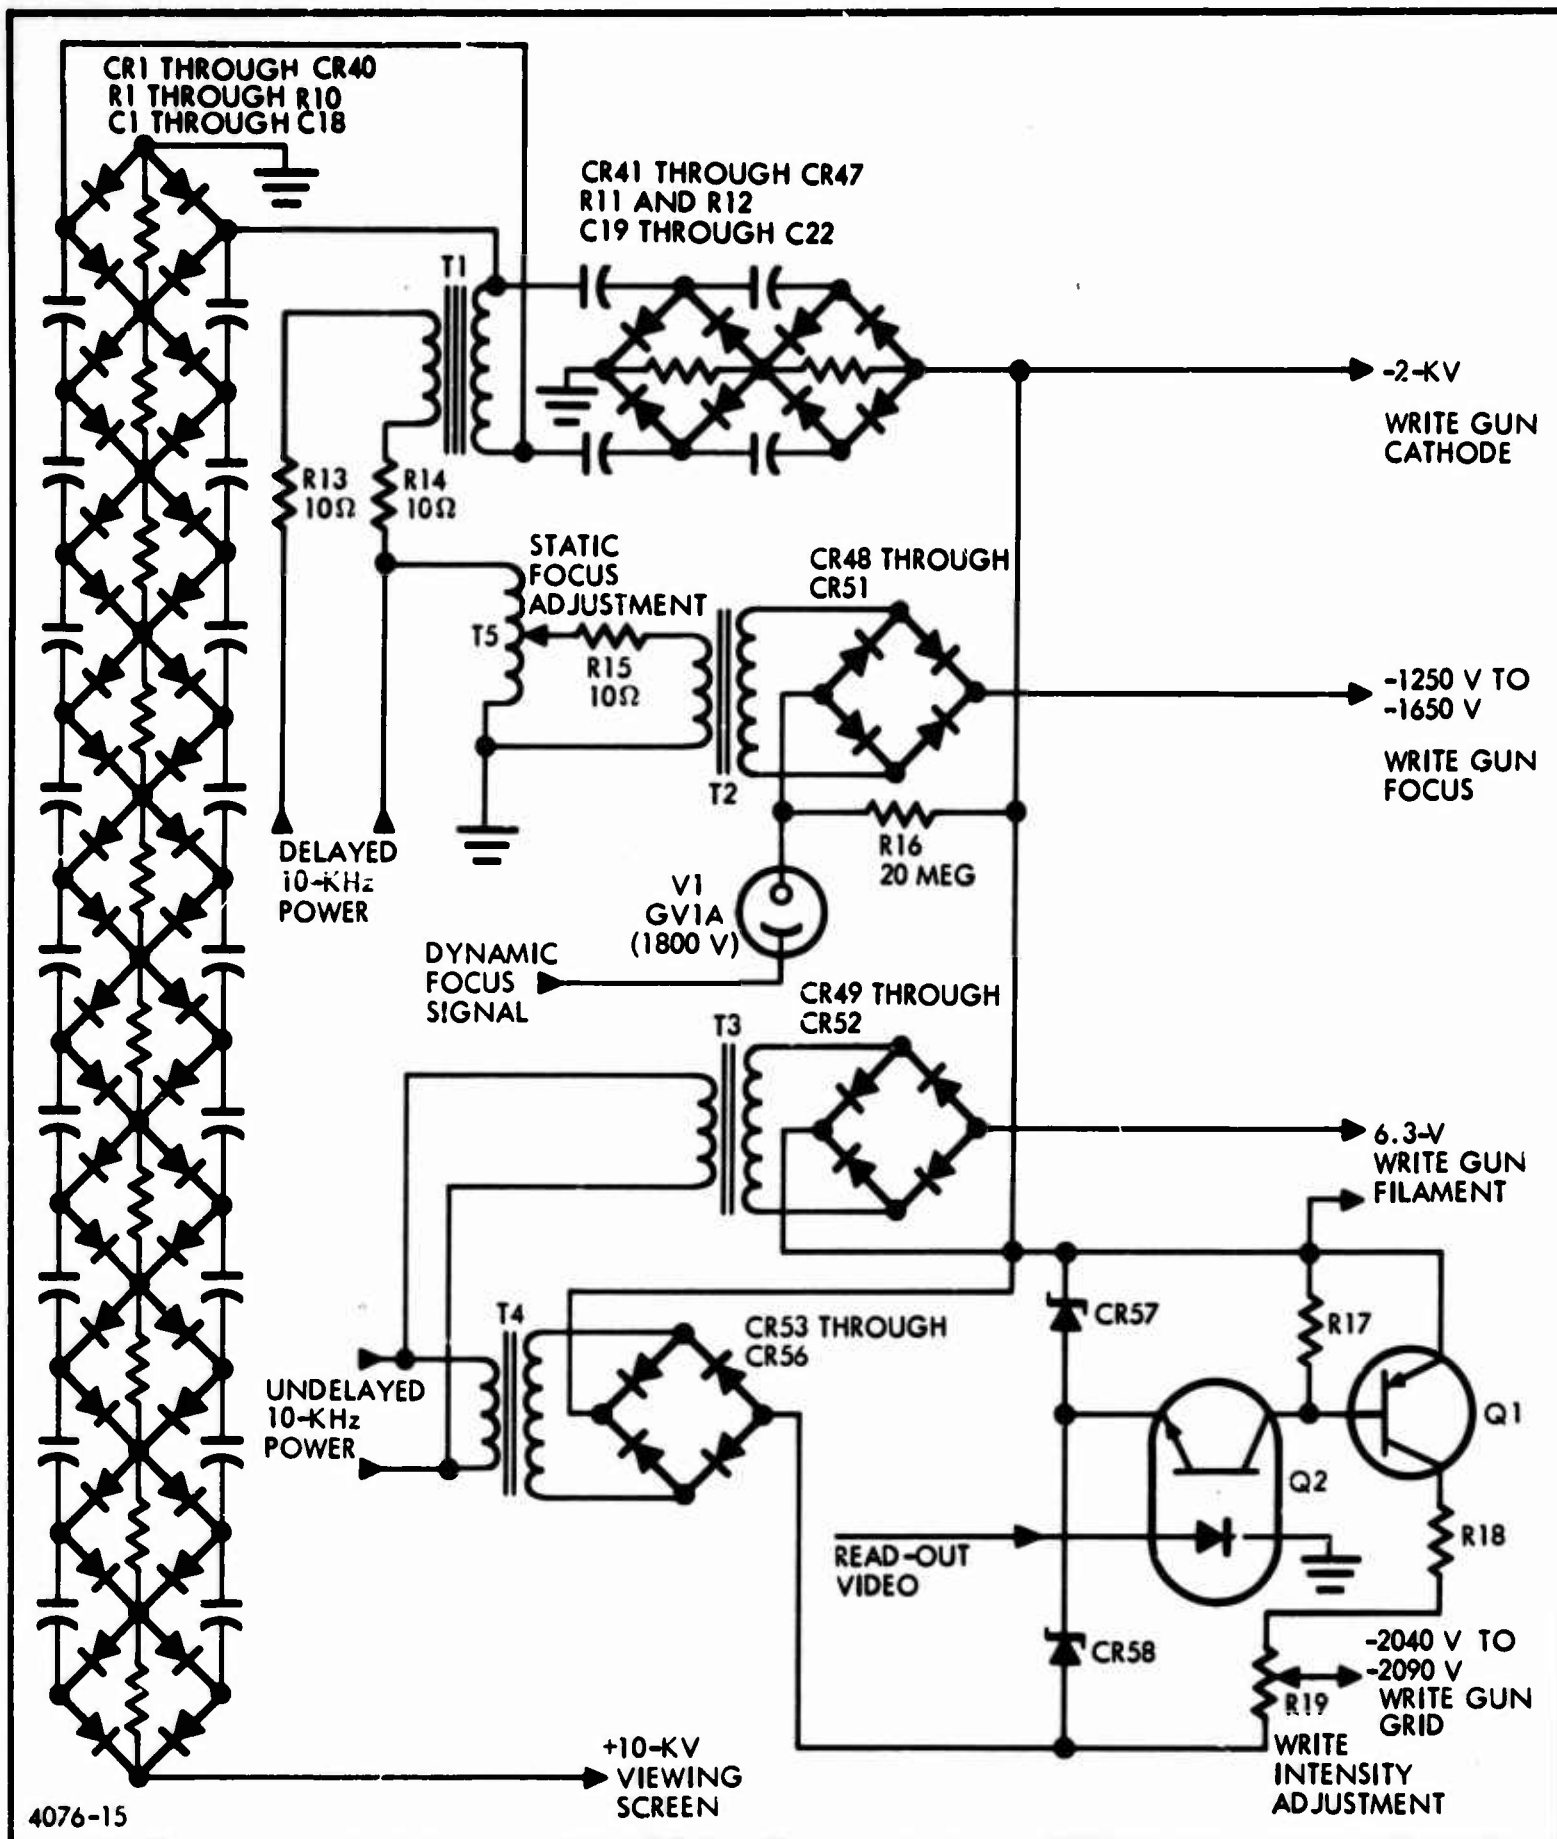 CR1 THROUGH CR40
R1 THROUGH R10
C1 THROUGH C18
CR41 THROUGH CR47
R11 AND R12
C19 THROUGH C22
T1
-2-KV
WRITE GUN
CATHODE
R13
10Ω
R14
10Ω
STATIC
FOCUS
ADJUSTMENT
T5
R15
10Ω
T2
CR48 THROUGH
CR51
-1250 V TO
-1650 V
WRITE GUN
FOCUS
R16
20 MEG
DELAYED
10-KHz
POWER
V1
GV1A
(1800 V)
DYNAMIC
FOCUS
SIGNAL
T3
CR49 THROUGH
CR52
6.3-V
WRITE GUN
FILAMENT
T4
CR53 THROUGH
CR56
UNDELAYED
10-KHz
POWER
CR57
R17
Q1
Q2
R18
READ-OUT
VIDEO
CR58
R19
-2040 V TO
-2090 V
WRITE GUN
GRID
WRITE
INTENSITY
ADJUSTMENT
+10-KV
VIEWING
SCREEN
4076-15